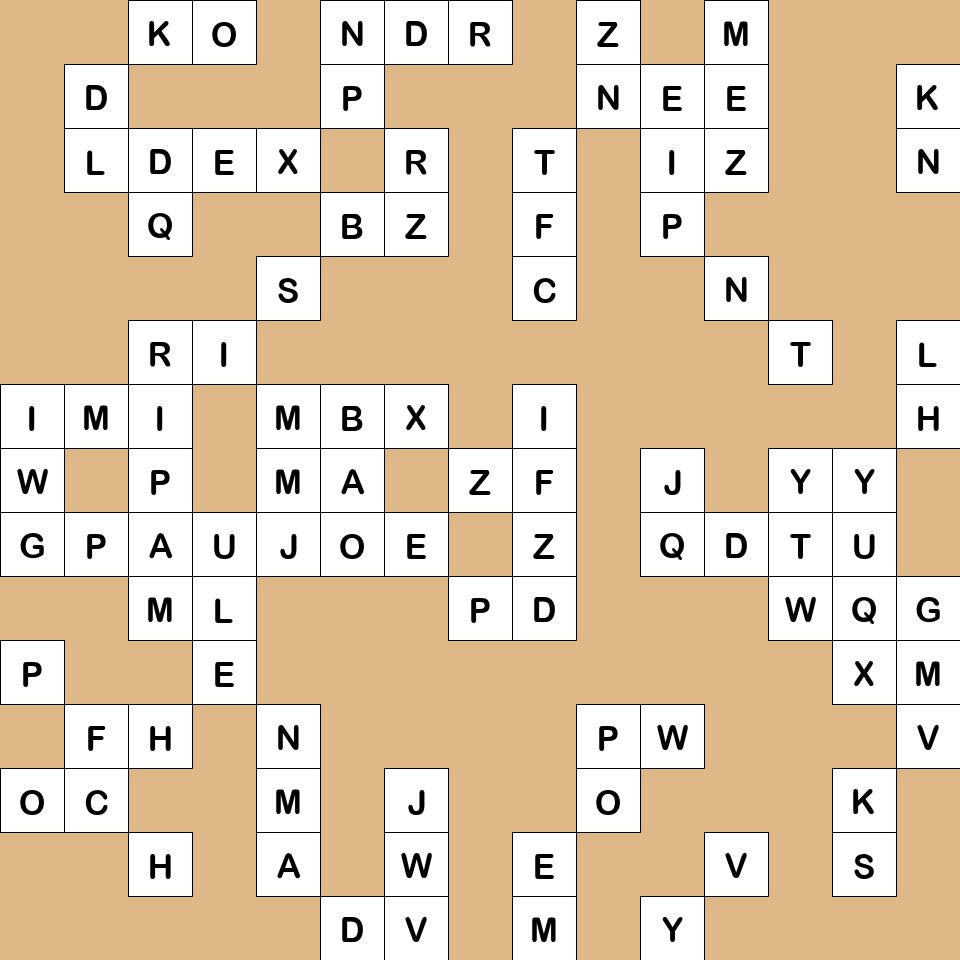 K O N D R Z M
D P N E E K
L D E X R T I Z N
Q B Z F P
S C N
R I T L
I M I M B X I H
W P M A Z F J Y Y
G P A U J O E Z Q D T U
M L P D W Q G
P E X M
F H N P W V
O C M J O K
H A W E V S
D V M Y